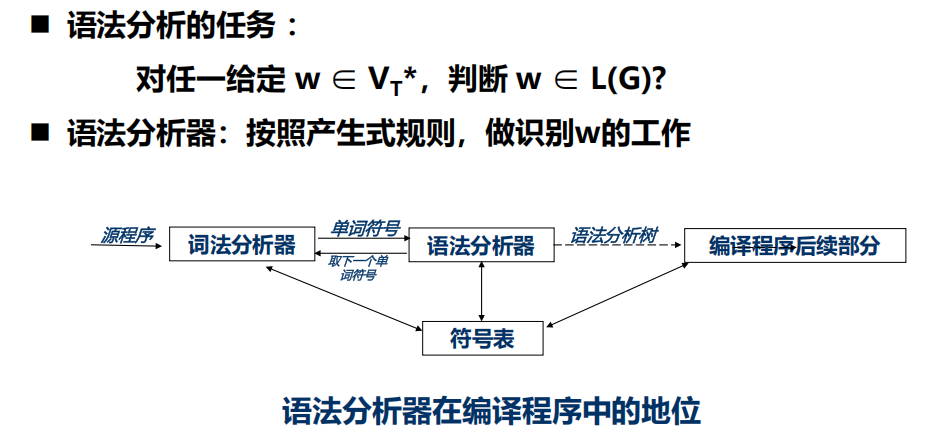 ■ 语法分析的任务：
对任一给定 w ∈ V_T*，判断 w ∈ L(G)?
■ 语法分析器：按照产生式规则，做识别w的工作
源程序
词法分析器
单词符号
取下一个单
词符号
语法分析器
语法分析树
编译程序后续部分
符号表
语法分析器在编译程序中的地位